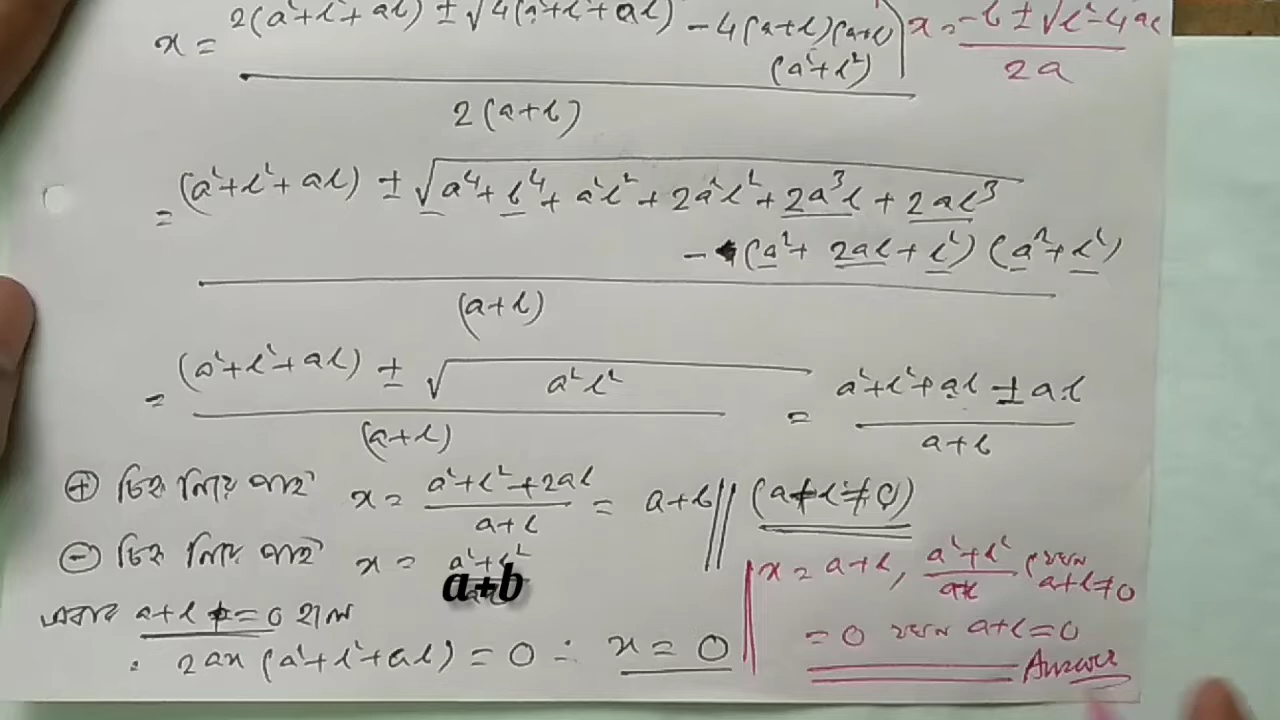 x = 2(a²+b²+ab) ± √4(a²+b²+ab) - 4(a+b)(a+b)
(a²+b²)
2(a+b)
x = -b ± √b²-4ac
2a
= (a²+b²+ab) ± √a⁴+b⁴+a²b²+2a²b²+2a³b+2ab³
-(a²+2ab+b²)(a²+b²)
(a+b)
= (a²+b²+ab) ± √a²b²
(a+b)
= a²+b²+ab ± ab
a+b
⊕ চিহ্ন নিয়ে পাই x = a²+b²+2ab = a+b // (a+b≠0)
a+b
⊖ চিহ্ন নিয়ে পাই x = a²+b²
a+b
এবার a+b = 0 হলে
∴ 2ax(a²+b²+ab) = 0 ∴ x = 0
x = a+b, a²+b² (যখন
a+b a+b≠0
= 0 যখন a+b=0
Answer